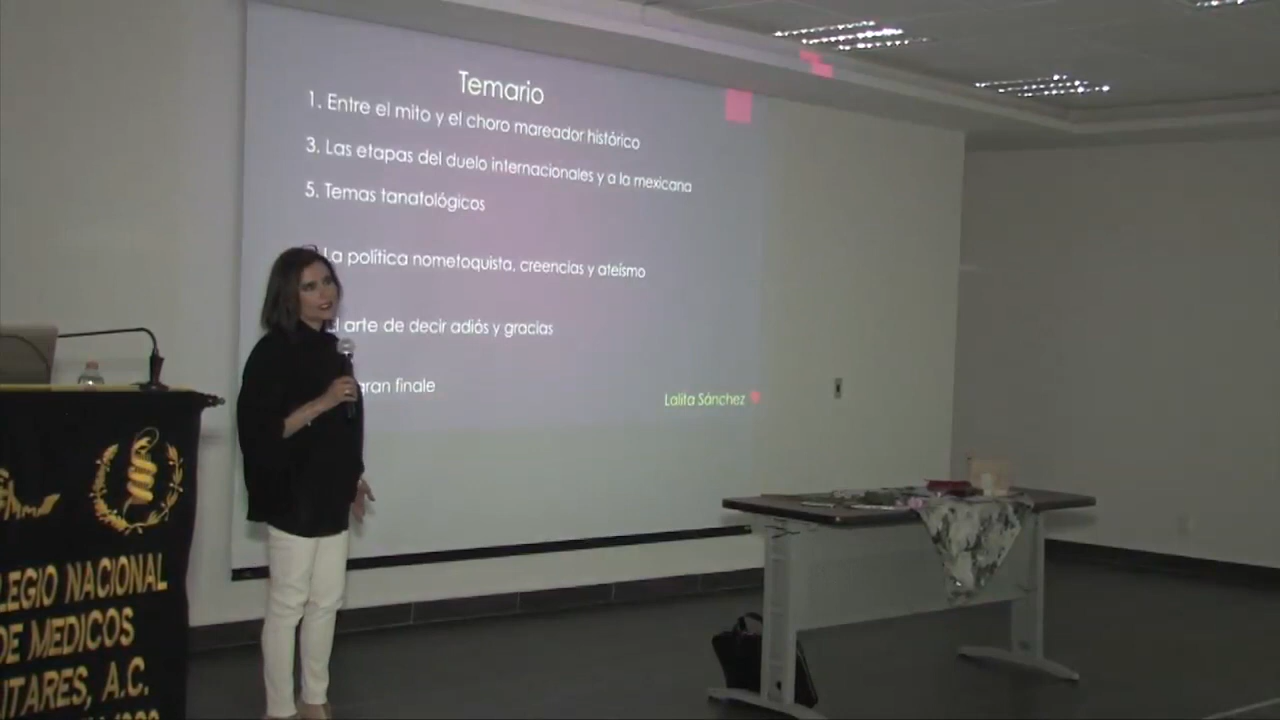 Temario
1. Entre el mito y el choro mareador histórico
3. Las etapas del duelo internacionales y a la mexicana
5. Temas tanatológicos
La política nometoquista, creencias y ateísmo
arte de decir adiós y gracias
gran finale
Lalita Sánchez
LEGIO NACIONAL
DE MEDICOS
ITARES, A.C.